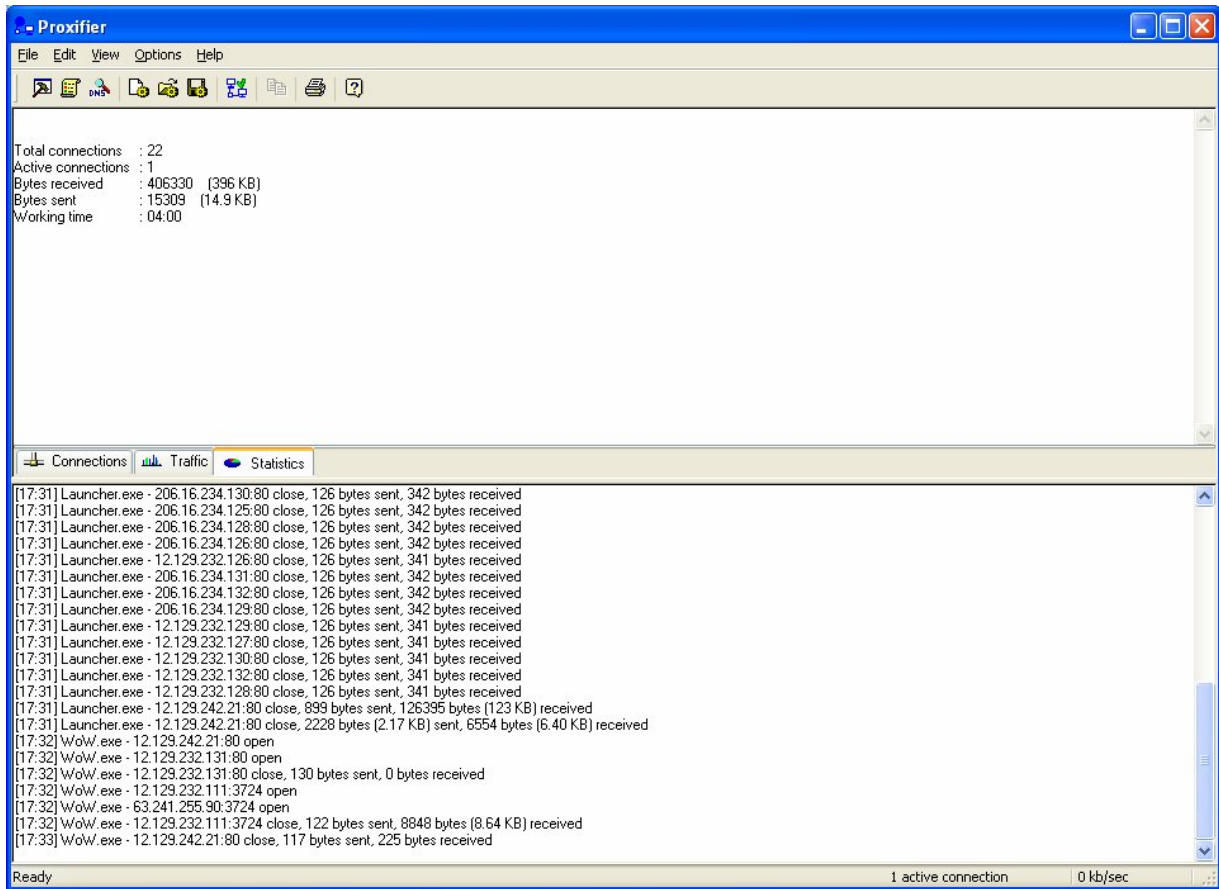 Proxifier
File Edit View Options Help
DNS
Total connections : 22
Active connections : 1
Bytes received : 406330 (396 KB)
Bytes sent : 15309 (14.9 KB)
Working time : 04:00
Connections Traffic Statistics
[17:31] Launcher.exe - 206.16.234.130:80 close, 126 bytes sent, 342 bytes received
[17:31] Launcher.exe - 206.16.234.125:80 close, 126 bytes sent, 342 bytes received
[17:31] Launcher.exe - 206.16.234.128:80 close, 126 bytes sent, 342 bytes received
[17:31] Launcher.exe - 206.16.234.126:80 close, 126 bytes sent, 342 bytes received
[17:31] Launcher.exe - 12.129.232.126:80 close, 126 bytes sent, 341 bytes received
[17:31] Launcher.exe - 206.16.234.131:80 close, 126 bytes sent, 342 bytes received
[17:31] Launcher.exe - 206.16.234.132:80 close, 126 bytes sent, 342 bytes received
[17:31] Launcher.exe - 206.16.234.129:80 close, 126 bytes sent, 342 bytes received
[17:31] Launcher.exe - 12.129.232.129:80 close, 126 bytes sent, 341 bytes received
[17:31] Launcher.exe - 12.129.232.127:80 close, 126 bytes sent, 341 bytes received
[17:31] Launcher.exe - 12.129.232.130:80 close, 126 bytes sent, 341 bytes received
[17:31] Launcher.exe - 12.129.232.132:80 close, 126 bytes sent, 341 bytes received
[17:31] Launcher.exe - 12.129.232.128:80 close, 126 bytes sent, 341 bytes received
[17:31] Launcher.exe - 12.129.242.21:80 close, 899 bytes sent, 126395 bytes (123 KB) received
[17:31] Launcher.exe - 12.129.242.21:80 close, 2228 bytes (2.17 KB) sent, 6554 bytes (6.40 KB) received
[17:32] WoW.exe - 12.129.242.21:80 open
[17:32] WoW.exe - 12.129.232.131:80 open
[17:32] WoW.exe - 12.129.232.131:80 close, 130 bytes sent, 0 bytes received
[17:32] WoW.exe - 12.129.232.111:3724 open
[17:32] WoW.exe - 63.241.255.90:3724 open
[17:32] WoW.exe - 12.129.232.111:3724 close, 122 bytes sent, 8848 bytes (8.64 KB) received
[17:33] WoW.exe - 12.129.242.21:80 close, 117 bytes sent, 225 bytes received
Ready 1 active connection 0 kb/sec